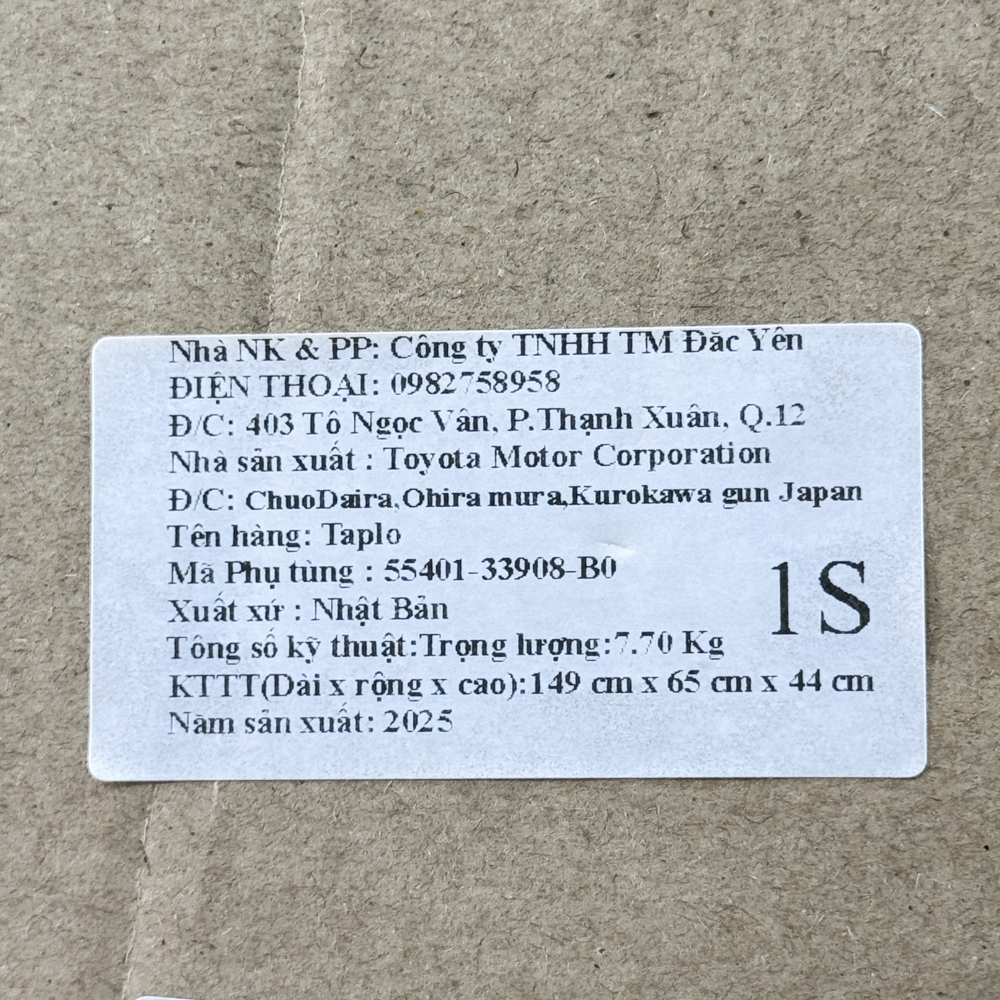 Nhà NK & PP: Công ty TNHH TM Đăc Yên
ĐIỆN THOẠI: 0982758958
Đ/C: 403 Tô Ngọc Vân, P.Thạnh Xuân, Q.12
Nhà sản xuất : Toyota Motor Corporation
Đ/C: ChuoDaira,Ohira mura,Kurokawa gun Japan
Tên hàng: Taplo
Mã Phụ tùng : 55401-33908-B0
Xuất xứ : Nhật Bản
1S
Tông số kỹ thuật:Trọng lượng:7.70 Kg
KTTT(Dài x rộng x cao):149 cm x 65 cm x 44 cm
Năm sản xuất: 2025